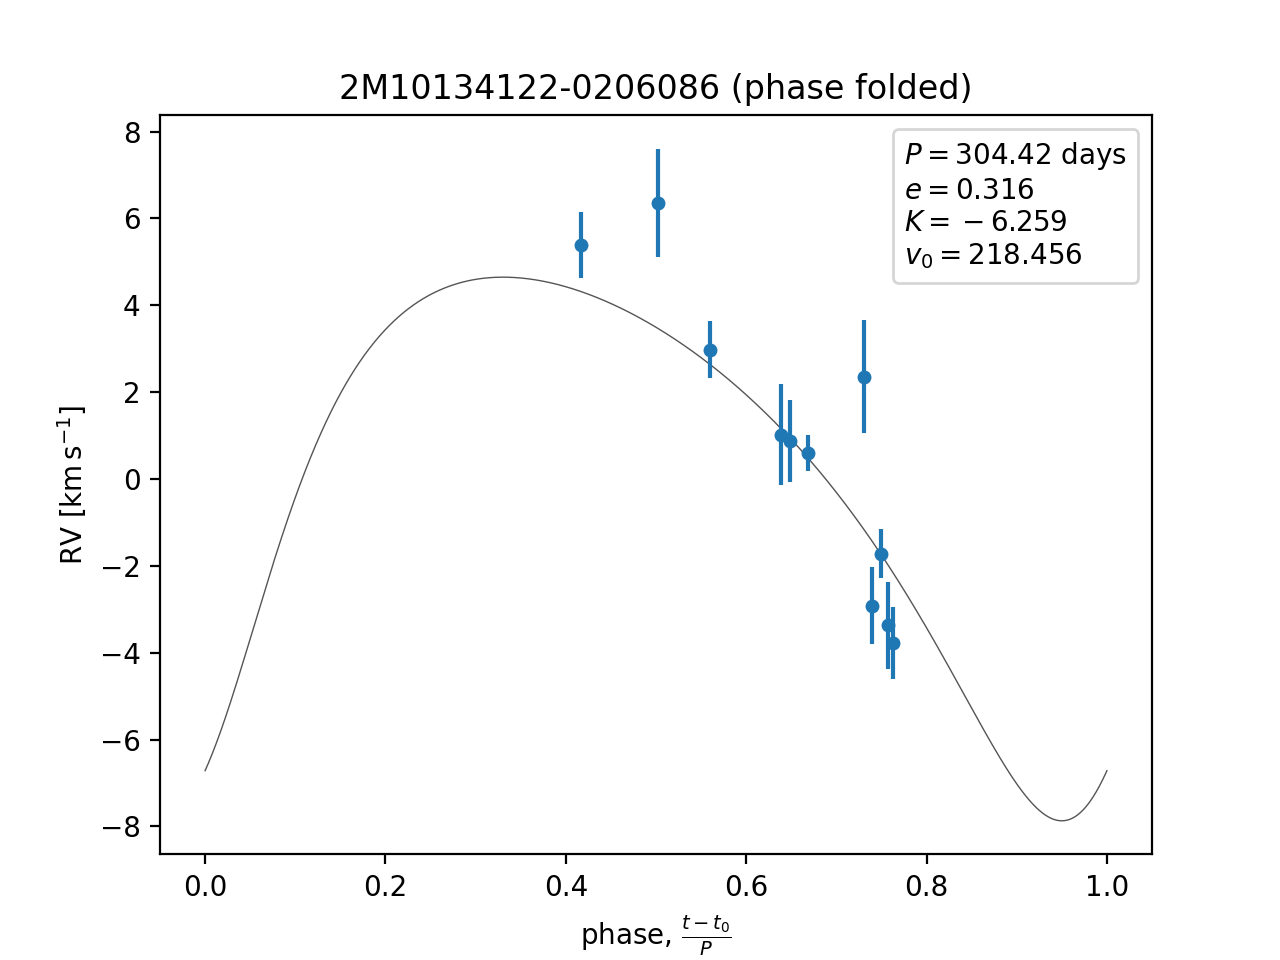 2M10134122-0206086 (phase folded)
P = 304.42 days
e = 0.316
K = −6.259
v₀ = 218.456
8
6
4
2
0
−2
−4
−6
−8
RV [km s⁻¹]
0.0 0.2 0.4 0.6 0.8 1.0
phase, (t − t₀)/P